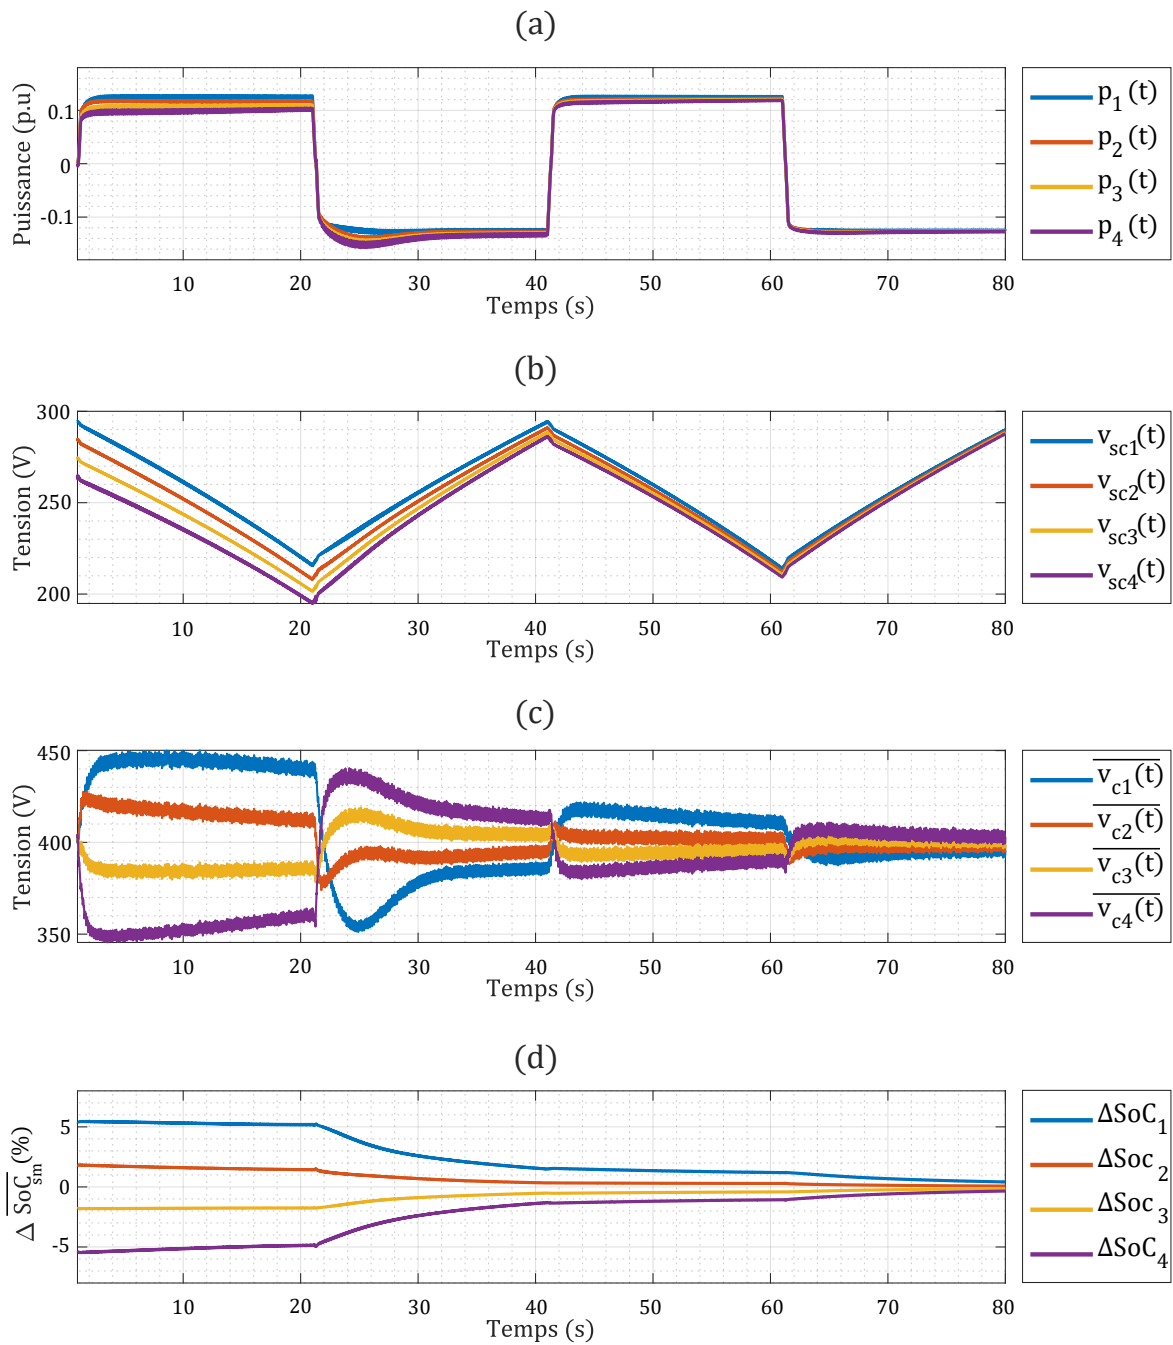 (a)
Puissance (p.u)
0.1
0
-0.1
10 20 30 40 50 60 70 80
Temps (s)
p1 (t)
p2 (t)
p3 (t)
p4 (t)
(b)
Tension (V)
300
250
200
10 20 30 40 50 60 70 80
Temps (s)
vsc1(t)
vsc2(t)
vsc3(t)
vsc4(t)
(c)
Tension (V)
450
400
350
10 20 30 40 50 60 70 80
Temps (s)
vc1(t)
vc2(t)
vc3(t)
vc4(t)
(d)
Δ SoCsm (%)
5
0
-5
10 20 30 40 50 60 70 80
Temps (s)
ΔSoC1
ΔSoc2
ΔSoc3
ΔSoC4